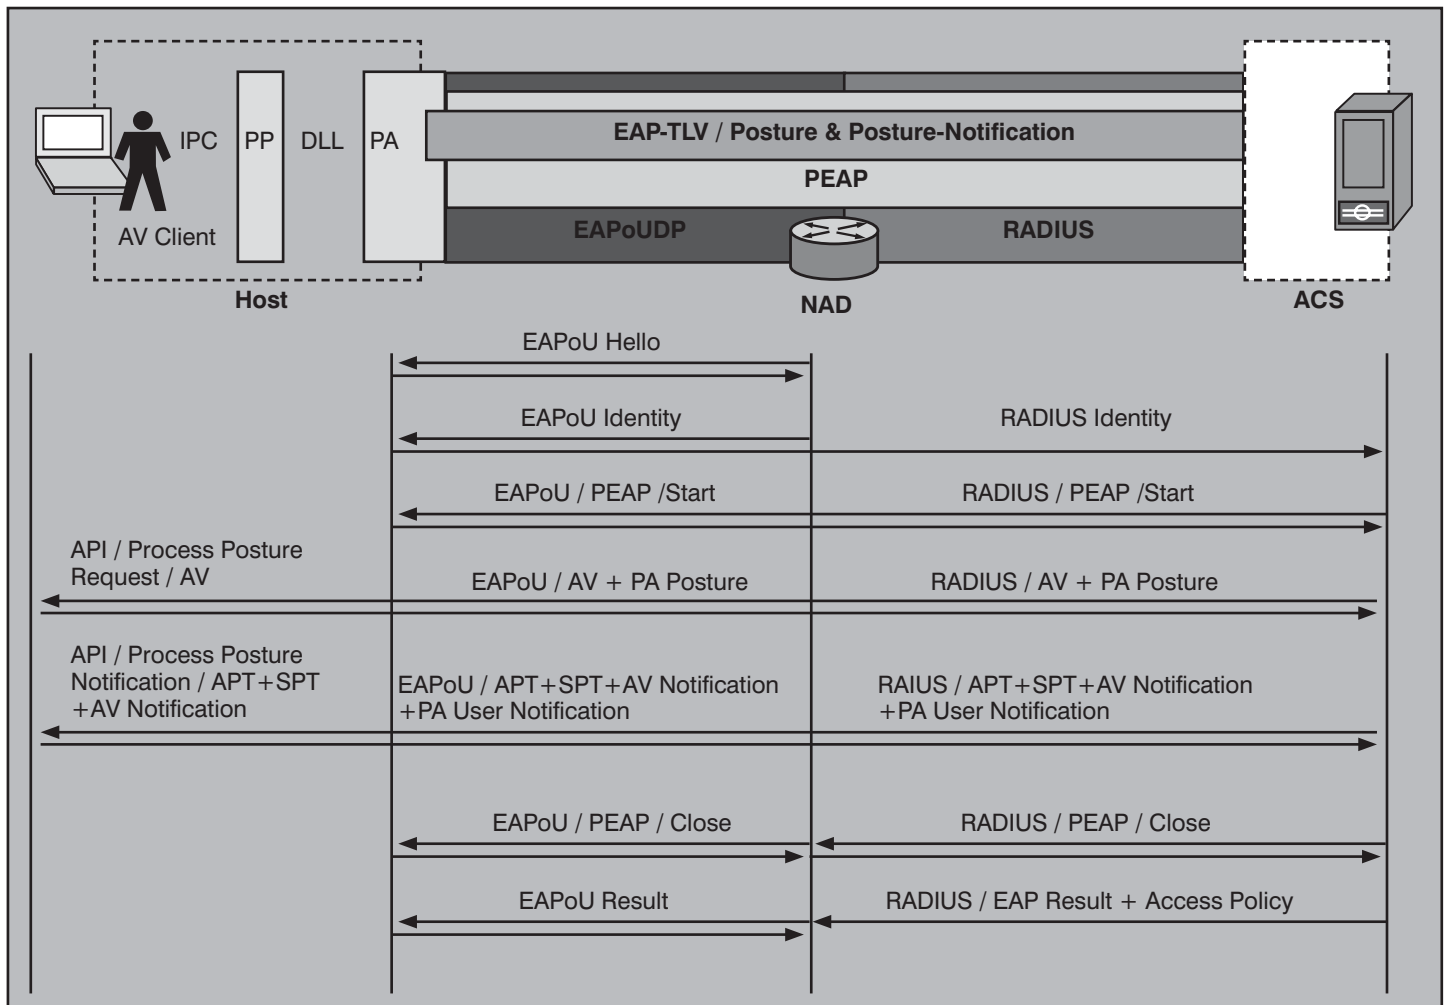 IPC
PP
DLL
PA
AV Client
EAP-TLV / Posture & Posture-Notification
PEAP
EAPoUDP
RADIUS
Host
NAD
ACS
EAPoU Hello
EAPoU Identity
RADIUS Identity
EAPoU / PEAP /Start
RADIUS / PEAP /Start
API / Process Posture
Request / AV
EAPoU / AV + PA Posture
RADIUS / AV + PA Posture
API / Process Posture
Notification / APT+SPT
+AV Notification
EAPoU / APT+SPT+AV Notification
+PA User Notification
RAIUS / APT+SPT+AV Notification
+PA User Notification
EAPoU / PEAP / Close
RADIUS / PEAP / Close
EAPoU Result
RADIUS / EAP Result + Access Policy